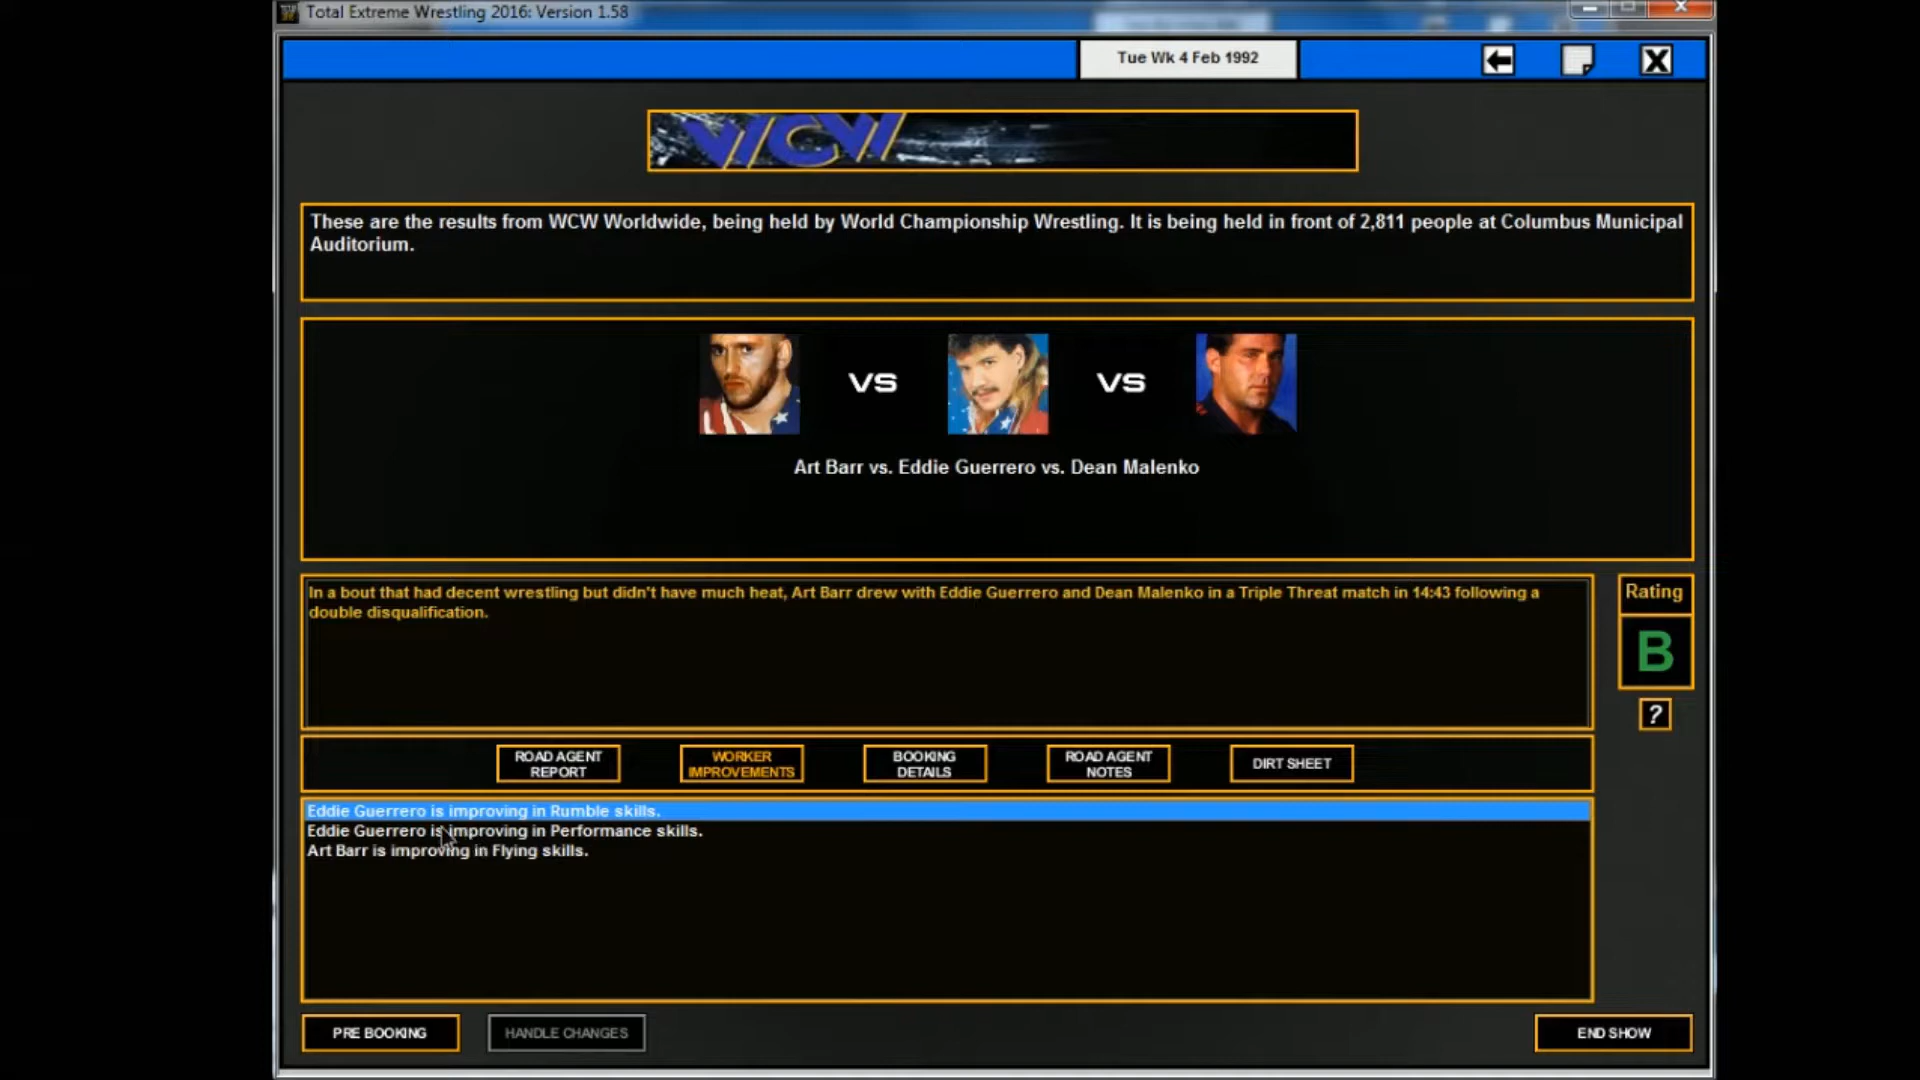 Total Extreme Wrestling 2016: Version 1.58
Tue Wk 4 Feb 1992
X
WCW
These are the results from WCW Worldwide, being held by World Championship Wrestling. It is being held in front of 2,811 people at Columbus Municipal
Auditorium.
VS
VS
Art Barr vs. Eddie Guerrero vs. Dean Malenko
In a bout that had decent wrestling but didn't have much heat, Art Barr drew with Eddie Guerrero and Dean Malenko in a Triple Threat match in 14:43 following a
double disqualification.
Rating
B
?
ROAD AGENT
REPORT
WORKER
IMPROVEMENTS
BOOKING
DETAILS
ROAD AGENT
NOTES
DIRT SHEET
Eddie Guerrero is improving in Rumble skills.
Eddie Guerrero is improving in Performance skills.
Art Barr is improving in Flying skills.
PRE BOOKING
HANDLE CHANGES
END SHOW